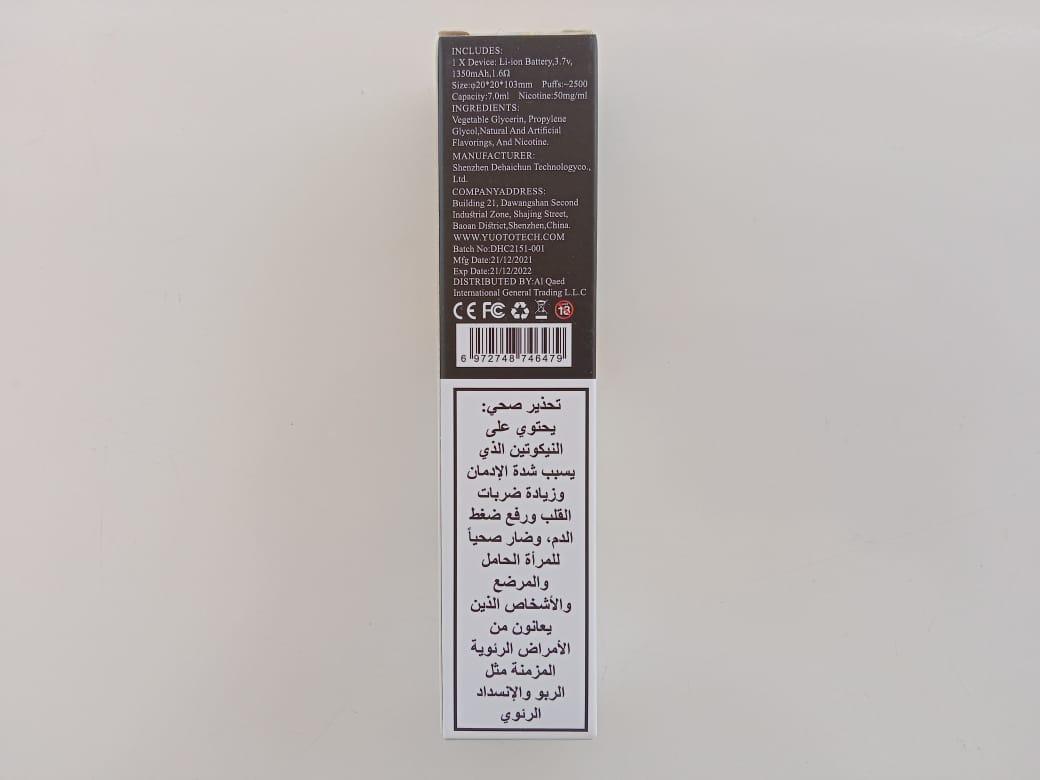 INCLUDES:
1 X Device: Li-ion Battery,3.7v,
1350mAh,1.6Ω
Size:φ20*20*103mm Puffs:~2500
Capacity:7.0ml Nicotine:50mg/ml
INGREDIENTS:
Vegetable Glycerin, Propylene
Glycol,Natural And Artificial
Flavorings, And Nicotine.
MANUFACTURER:
Shenzhen Dehaichun Technologyco.,
Ltd.
COMPANYADDRESS:
Building 21, Dawangshan Second
Industrial Zone, Shajing Street,
Baoan District,Shenzhen,China.
WWW.YUOTOTECH.COM
Batch No:DHC2151-001
Mfg Date:21/12/2021
Exp Date:21/12/2022
DISTRIBUTED BY:Al Qaed
International General Trading L.L.C
CE FC 18
6 972748 746479
تحذير صحي:
يحتوي على
النيكوتين الذي
يسبب شدة الإدمان
وزيادة ضربات
القلب ورفع ضغط
الدم، وضار صحياً
للمرأة الحامل
والمرضع
والأشخاص الذين
يعانون من
الأمراض الرئوية
المزمنة مثل
الربو والإنسداد
الرئوي